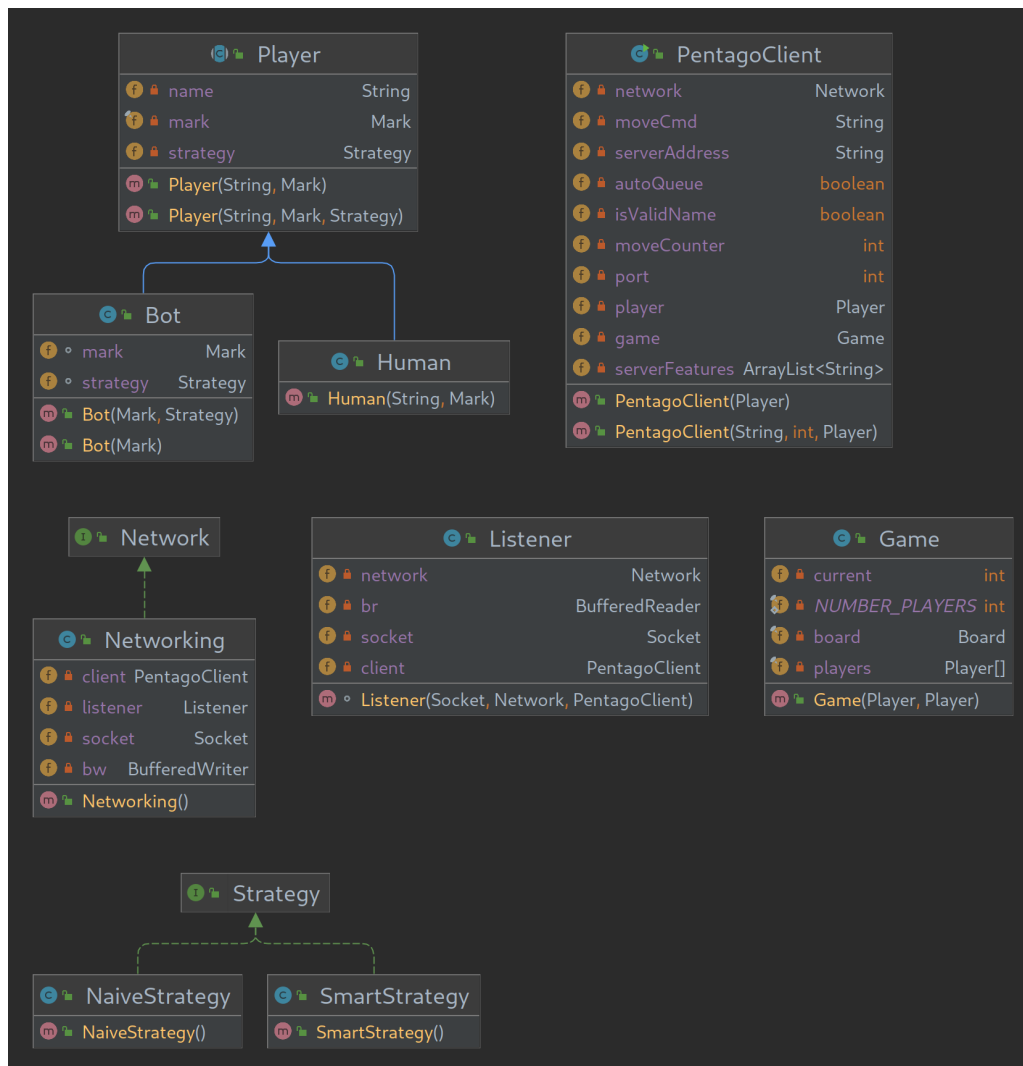 Player
name String
mark Mark
strategy Strategy
Player(String, Mark)
Player(String, Mark, Strategy)
PentagoClient
network Network
moveCmd String
serverAddress String
autoQueue boolean
isValidName boolean
moveCounter int
port int
player Player
game Game
serverFeatures ArrayList<String>
PentagoClient(Player)
PentagoClient(String, int, Player)
Bot
mark Mark
strategy Strategy
Bot(Mark, Strategy)
Bot(Mark)
Human
Human(String, Mark)
Network
Networking
client PentagoClient
listener Listener
socket Socket
bw BufferedWriter
Networking()
Listener
network Network
br BufferedReader
socket Socket
client PentagoClient
Listener(Socket, Network, PentagoClient)
Game
current int
NUMBER_PLAYERS int
board Board
players Player[]
Game(Player, Player)
Strategy
NaiveStrategy
NaiveStrategy()
SmartStrategy
SmartStrategy()